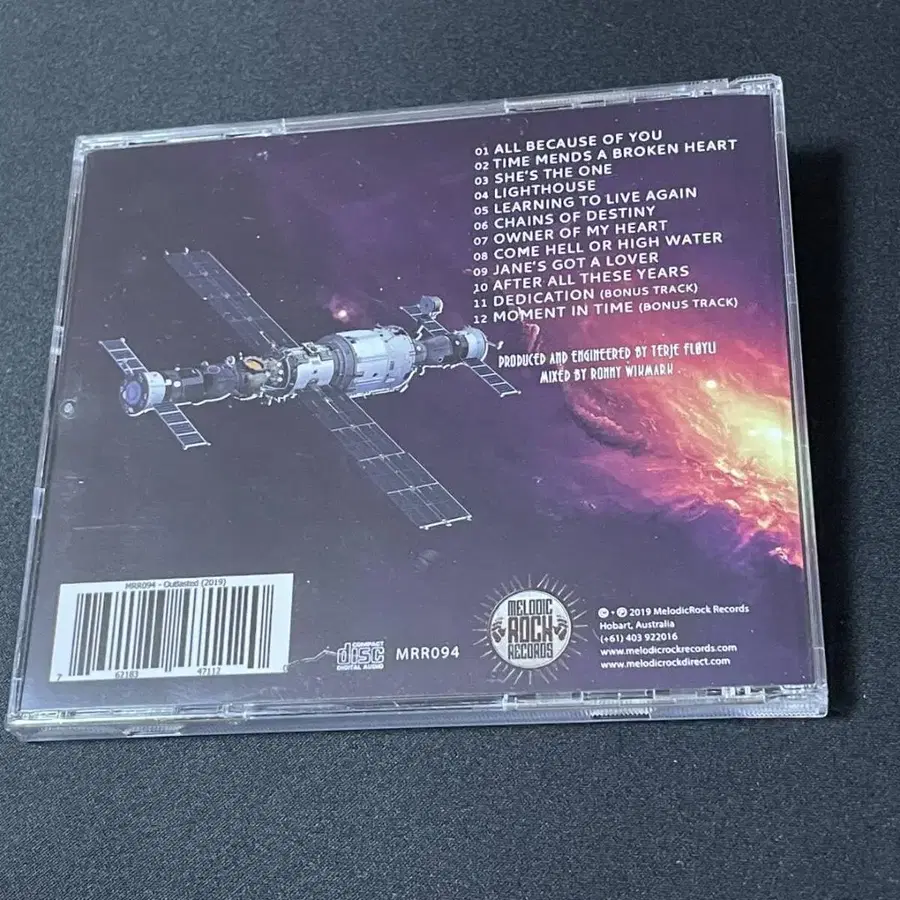 01 ALL BECAUSE OF YOU
02 TIME MENDS A BROKEN HEART
03 SHE'S THE ONE
04 LIGHTHOUSE
05 LEARNING TO LIVE AGAIN
06 CHAINS OF DESTINY
07 OWNER OF MY HEART
08 COME HELL OR HIGH WATER
09 JANE'S GOT A LOVER
10 AFTER ALL THESE YEARS
11 DEDICATION (BONUS TRACK)
12 MOMENT IN TIME (BONUS TRACK)
PRODUCED AND ENGINEERED BY TERJE FLØYLI
MIXED BY RONNY WIKMARK
MRR094 - Outlasted (2019)
7 62183 47112 0
COMPACT
disc
DIGITAL AUDIO
MRR094
MELODIC
ROCK
RECORDS
© • ℗ 2019 MelodicRock Records
Hobart, Australia
(+61) 403 922016
www.melodicrockrecords.com
www.melodicrockdirect.com